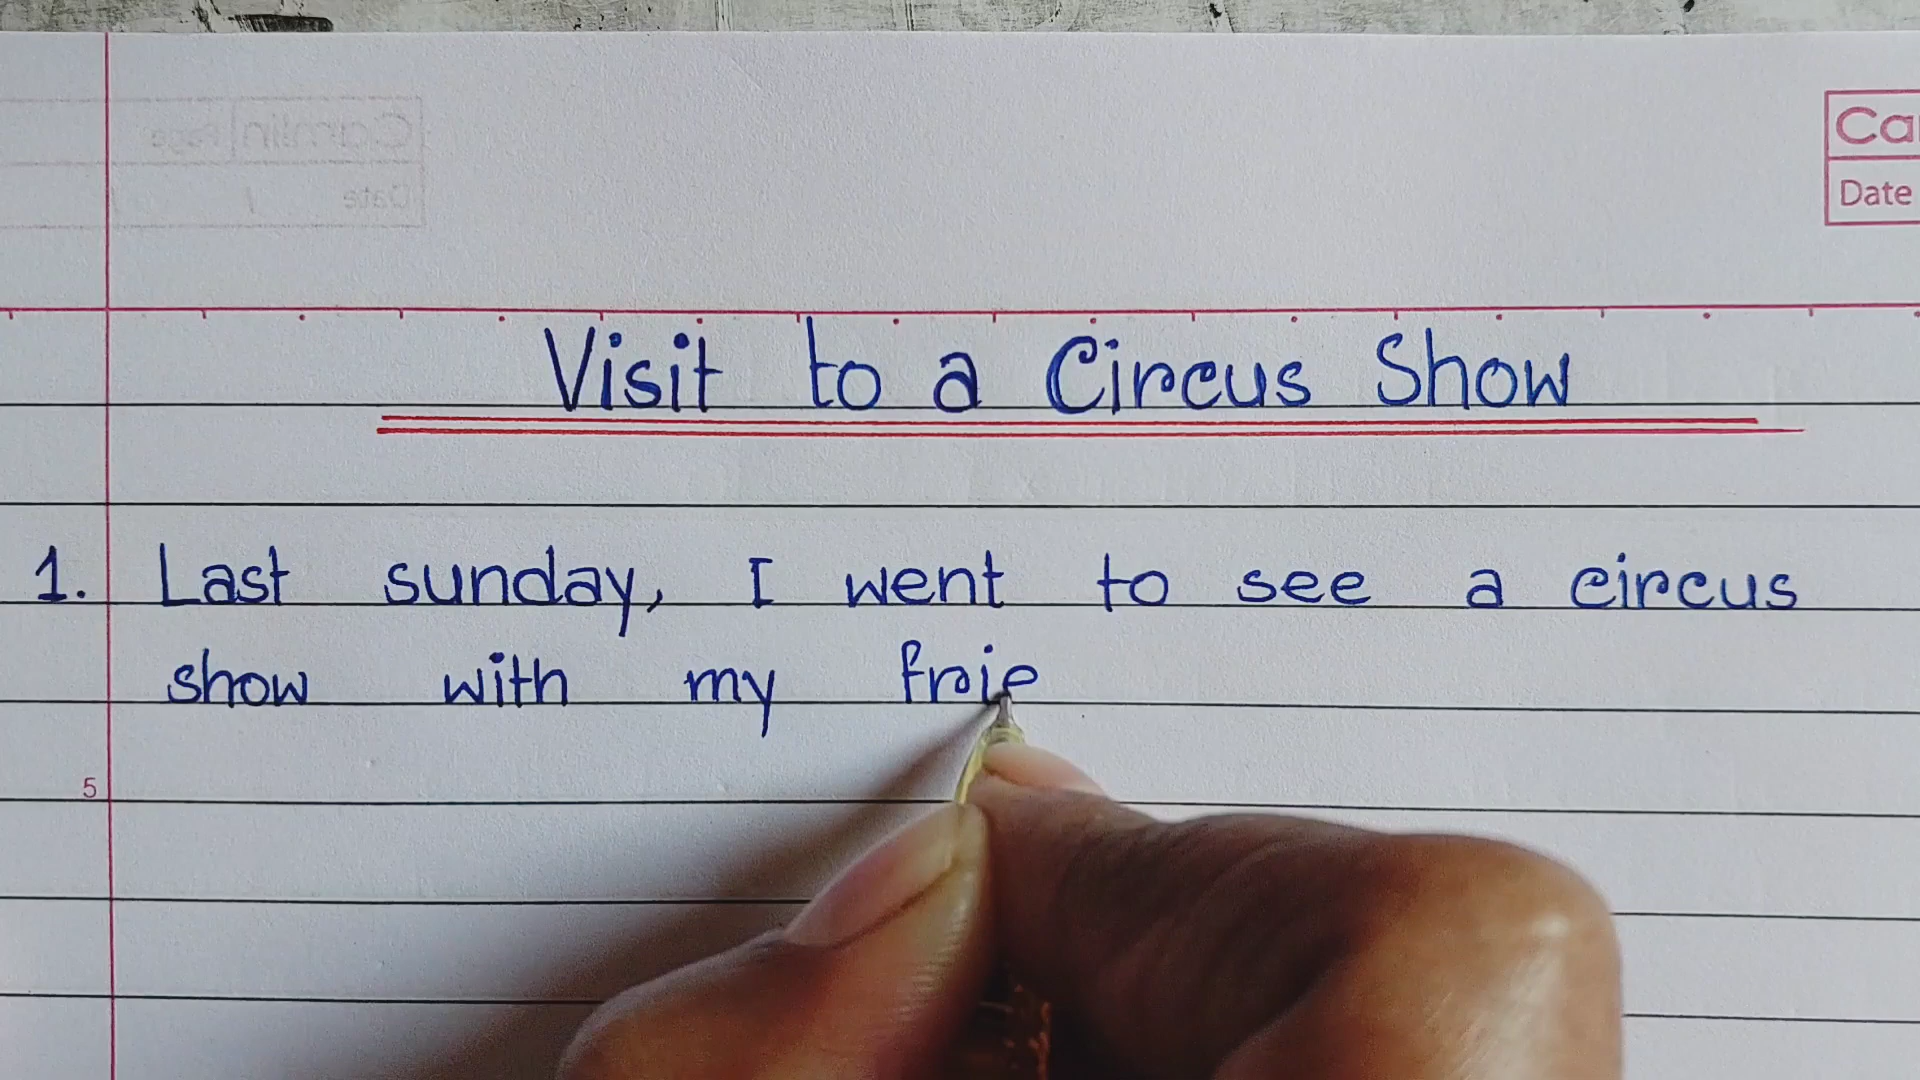 Ca
Date
Visit to a Circus Show
1. Last sunday, I went to see a circus
show with my frie
5